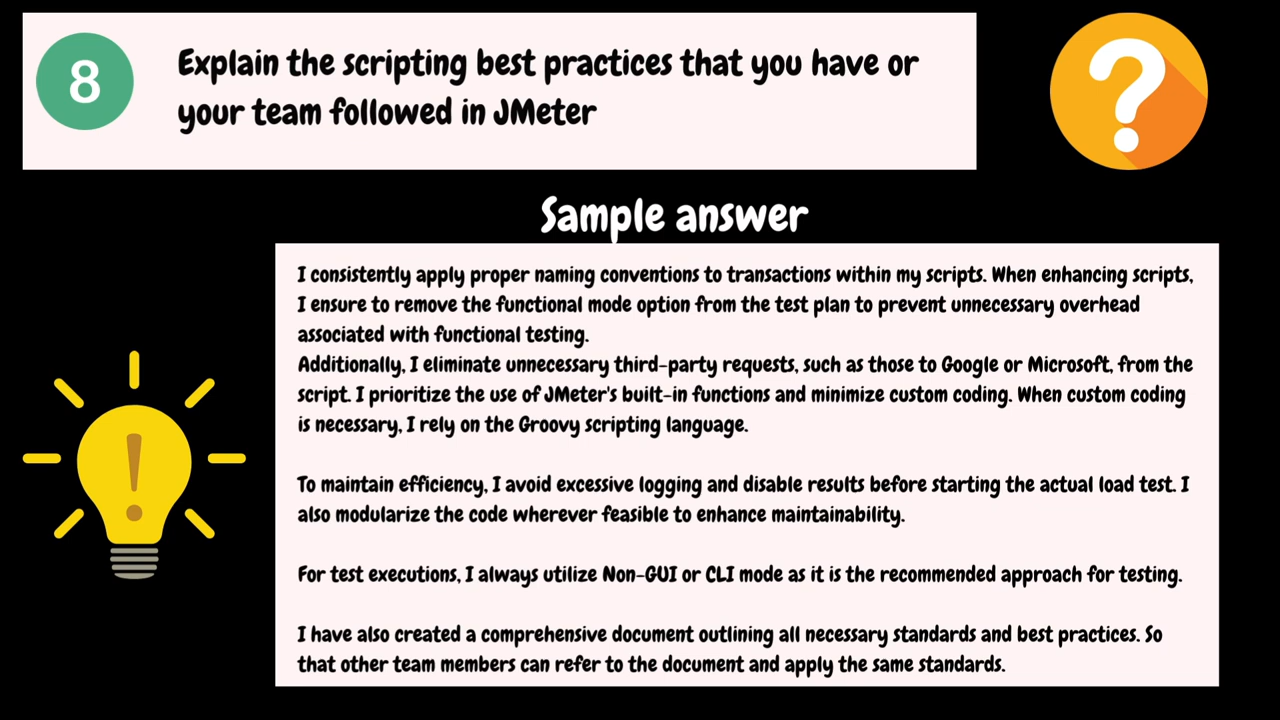 8
Explain the scripting best practices that you have or
your team followed in JMeter
?
Sample answer
I consistently apply proper naming conventions to transactions within my scripts. When enhancing scripts,
I ensure to remove the functional mode option from the test plan to prevent unnecessary overhead
associated with functional testing.
Additionally, I eliminate unnecessary third-party requests, such as those to Google or Microsoft, from the
script. I prioritize the use of JMeter's built-in functions and minimize custom coding. When custom coding
is necessary, I rely on the Groovy scripting language.
To maintain efficiency, I avoid excessive logging and disable results before starting the actual load test. I
also modularize the code wherever feasible to enhance maintainability.
For test executions, I always utilize Non-GUI or CLI mode as it is the recommended approach for testing.
I have also created a comprehensive document outlining all necessary standards and best practices. So
that other team members can refer to the document and apply the same standards.
!